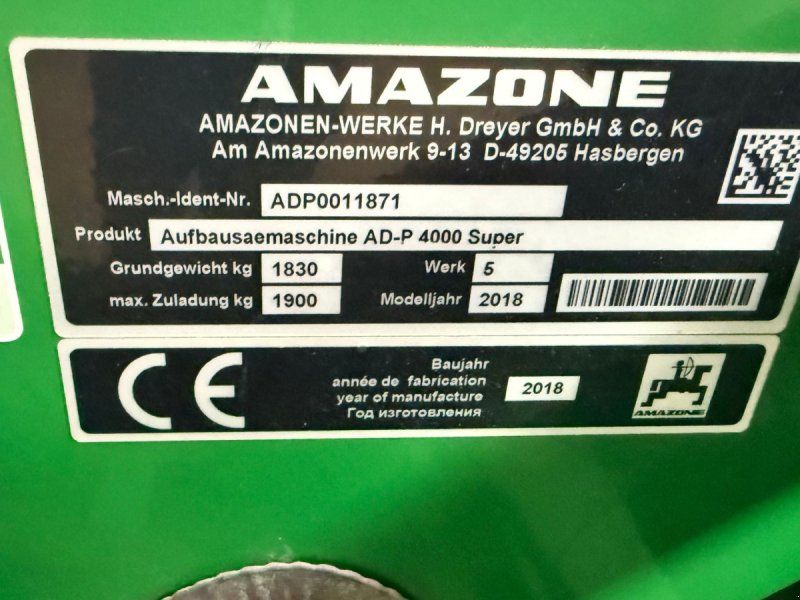 AMAZONE
AMAZONEN-WERKE H. Dreyer GmbH & Co. KG
Am Amazonenwerk 9-13 D-49205 Hasbergen
Masch.-Ident-Nr. ADP0011871
Produkt Aufbausaemaschine AD-P 4000 Super
Grundgewicht kg 1830 Werk 5
max. Zuladung kg 1900 Modelljahr 2018
CE
Baujahr
année de fabrication
year of manufacture
Год изготовления
2018
AMAZONE